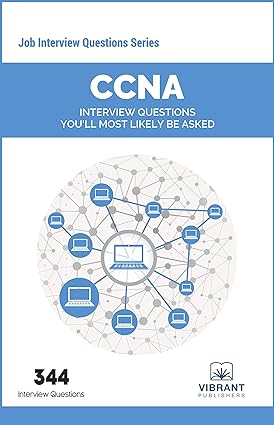 Job Interview Questions Series
CCNA
INTERVIEW QUESTIONS
YOU'LL MOST LIKELY BE ASKED
344
Interview Questions
VIBRANT
PUBLISHERS